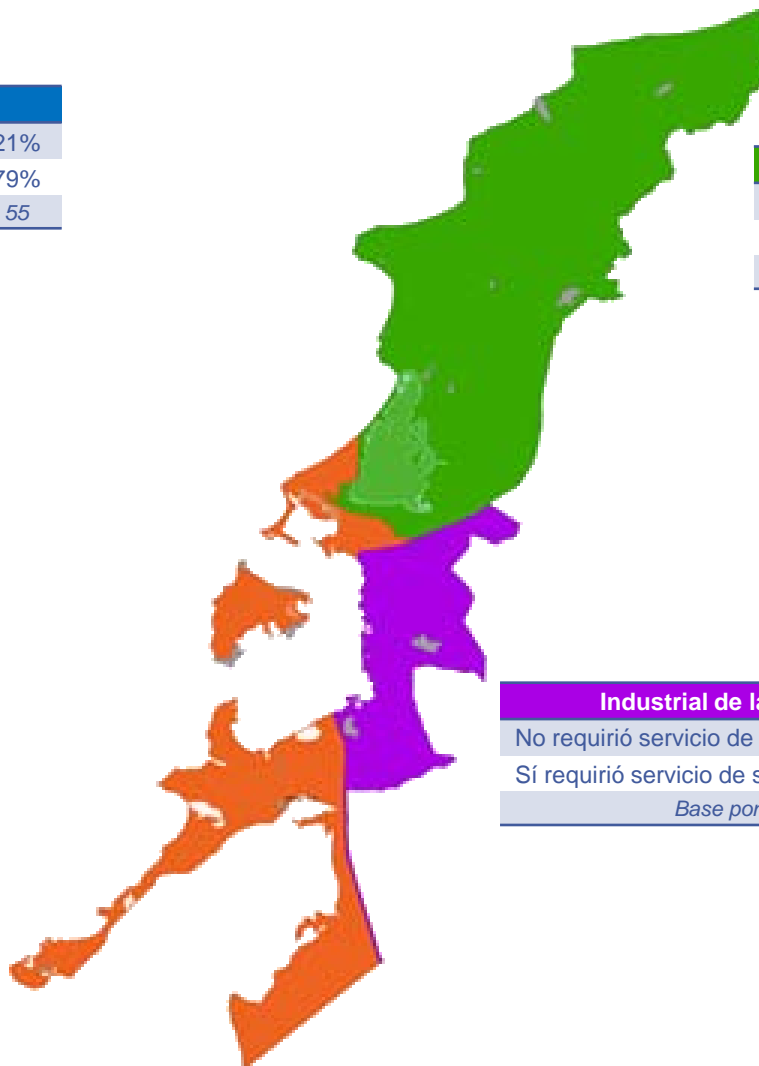 21%
79%
55
Industrial de la
No requirió servicio de
Sí requirió servicio de s
Base por